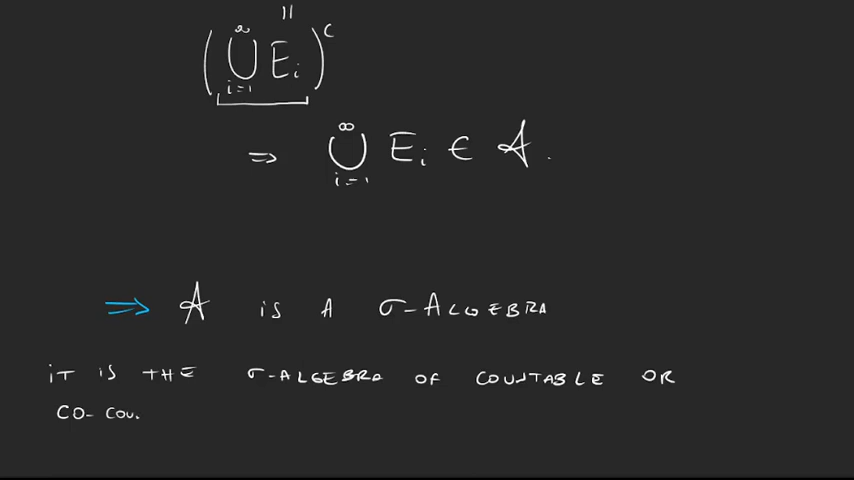 ||
(∞ ⋃ i=1 E_i)^c
⇒ ∞ ⋃ i=1 E_i ∈ A.
⇒ A IS A σ-ALGEBRA
IT IS THE σ-ALGEBRA OF COUNTABLE OR
CO-COU.